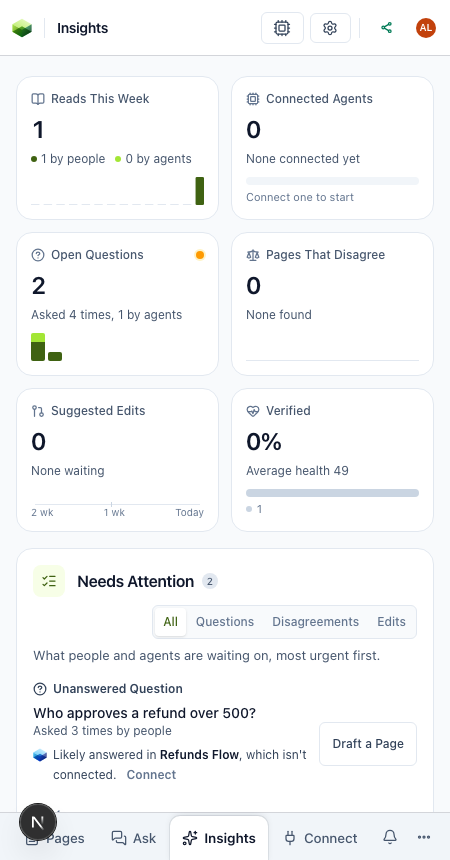 Insights
AL
Reads This Week
1
1 by people 0 by agents
Connected Agents
0
None connected yet
Connect one to start
Open Questions
2
Asked 4 times, 1 by agents
Pages That Disagree
0
None found
Suggested Edits
0
None waiting
2 wk 1 wk Today
Verified
0%
Average health 49
1
Needs Attention 2
All Questions Disagreements Edits
What people and agents are waiting on, most urgent first.
Unanswered Question
Who approves a refund over 500?
Asked 3 times by people
Likely answered in Refunds Flow, which isn't
connected. Connect
Draft a Page
N
Pages Ask Insights Connect